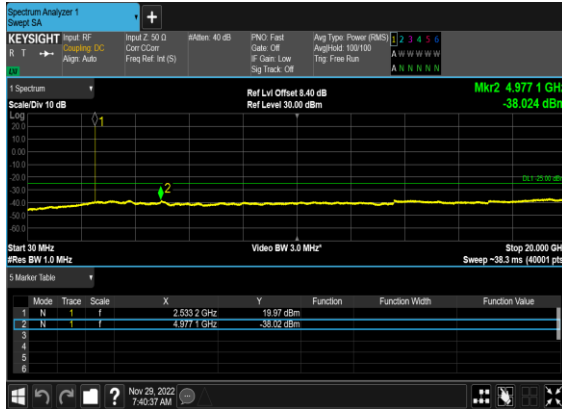 Spectrum Analyzer 1
Swept SA
+
KEYSIGHT Input: RF Input Z: 50 Ω #Atten: 40 dB PNO: Fast Avg Type: Power (RMS) 1 2 3 4 5 6
R T Coupling: DC Corr CCorr Gate: Off Avg|Hold: 100/100 A W W W W W
Align: Auto Freq Ref: Int (S) IF Gain: Low Trig: Free Run
LV Sig Track: Off A N N N N N
1 Spectrum Ref Lvl Offset 8.40 dB Mkr2 4.977 1 GHz
Scale/Div 10 dB Ref Level 30.00 dBm -38.024 dBm
Log
20.0
10.0
0.00
-10.0
-20.0
-30.0
-40.0
-50.0
-60.0
1
2
DL1 -25.00 dBm
Start 30 MHz Video BW 3.0 MHz* Stop 20.000 GHz
#Res BW 1.0 MHz Sweep ~38.3 ms (40001 pts)
5 Marker Table
Mode Trace Scale X Y Function Function Width Function Value
1 N 1 f 2.533 2 GHz 19.97 dBm
2 N 1 f 4.977 1 GHz -38.02 dBm
3
4
5
6
? Nov 29, 2022
7:40:37 AM